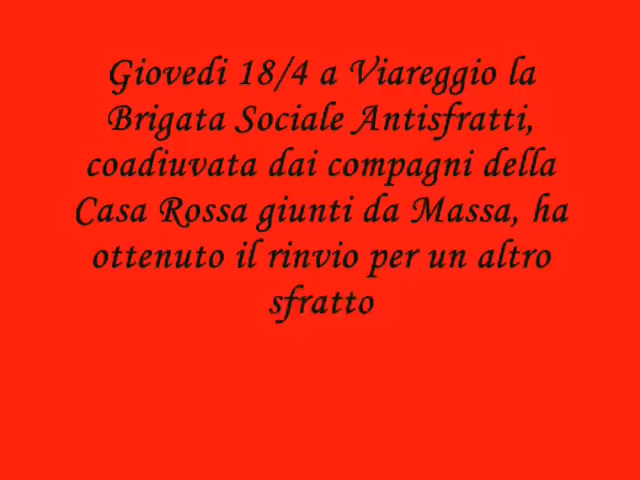 Giovedi 18/4 a Viareggio la
Brigata Sociale Antisfratti,
coadiuvata dai compagni della
Casa Rossa giunti da Massa, ha
ottenuto il rinvio per un altro
sfratto